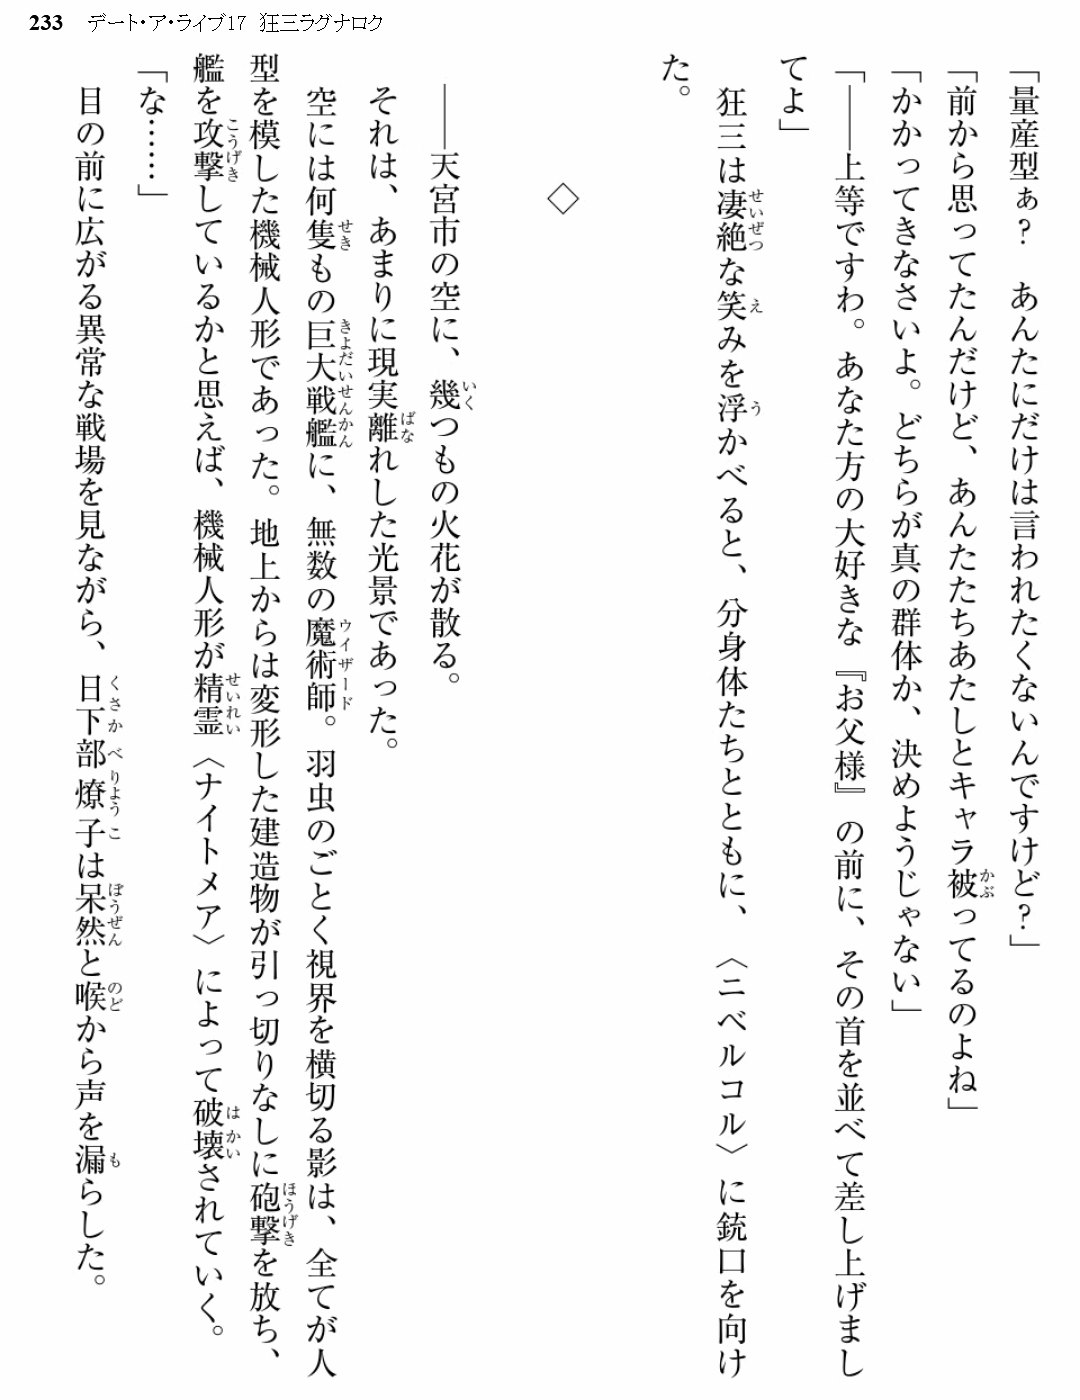 233 デート・ア・ライブ17 狂三ラグナロク
「量産型ぁ？　あんたにだけは言われたくないんですけど？」
「前から思ってたんだけど、あんたたちあたしとキャラ被ってるのよね」
「かかってきなさいよ。どちらが真の群体か、決めようじゃない」
「――上等ですわ。あなた方の大好きな『お父様』の前に、その首を並べて差し上げまし
てよ」
　狂三は凄絶な笑みを浮かべると、分身体たちとともに、〈ニベルコル〉に銃口を向け
た。
◇
　――天宮市の空に、幾つもの火花が散る。
　それは、あまりに現実離れした光景であった。
　空には何隻もの巨大戦艦に、無数の魔術師。羽虫のごとく視界を横切る影は、全てが人
型を模した機械人形であった。地上からは変形した建造物が引っ切りなしに砲撃を放ち、
艦を攻撃しているかと思えば、機械人形が精霊〈ナイトメア〉によって破壊されていく。
「な……」
　目の前に広がる異常な戦場を見ながら、日下部燎子は呆然と喉から声を漏らした。